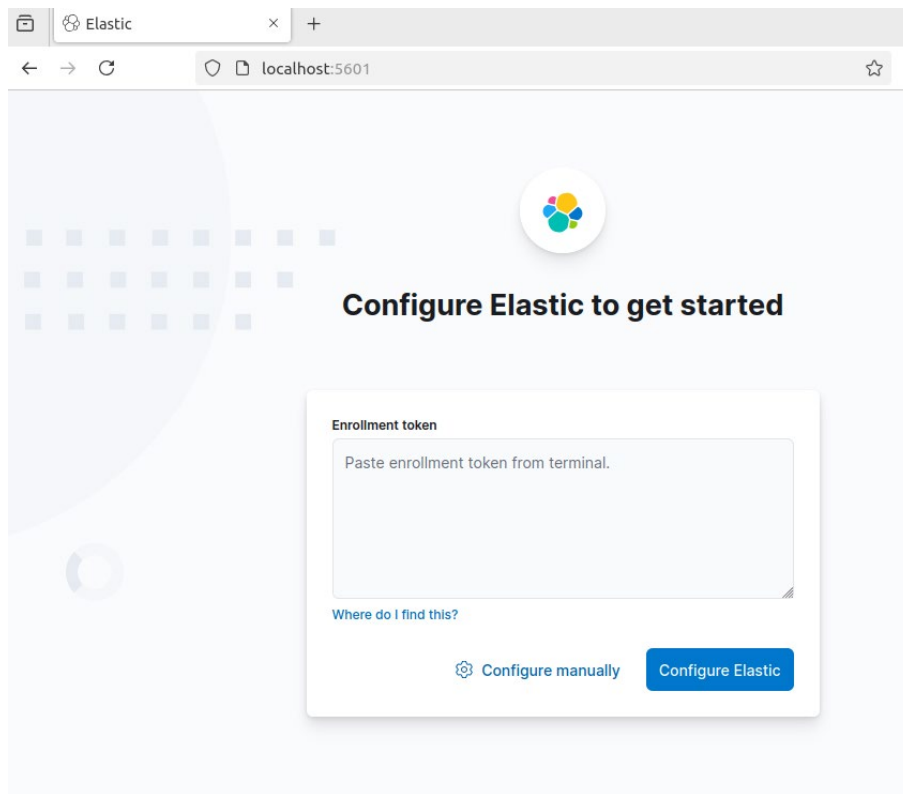 Elastic
localhost:5601
Configure Elastic to get started
Enrollment token
Paste enrollment token from terminal.
Where do I find this?
Configure manually Configure Elastic